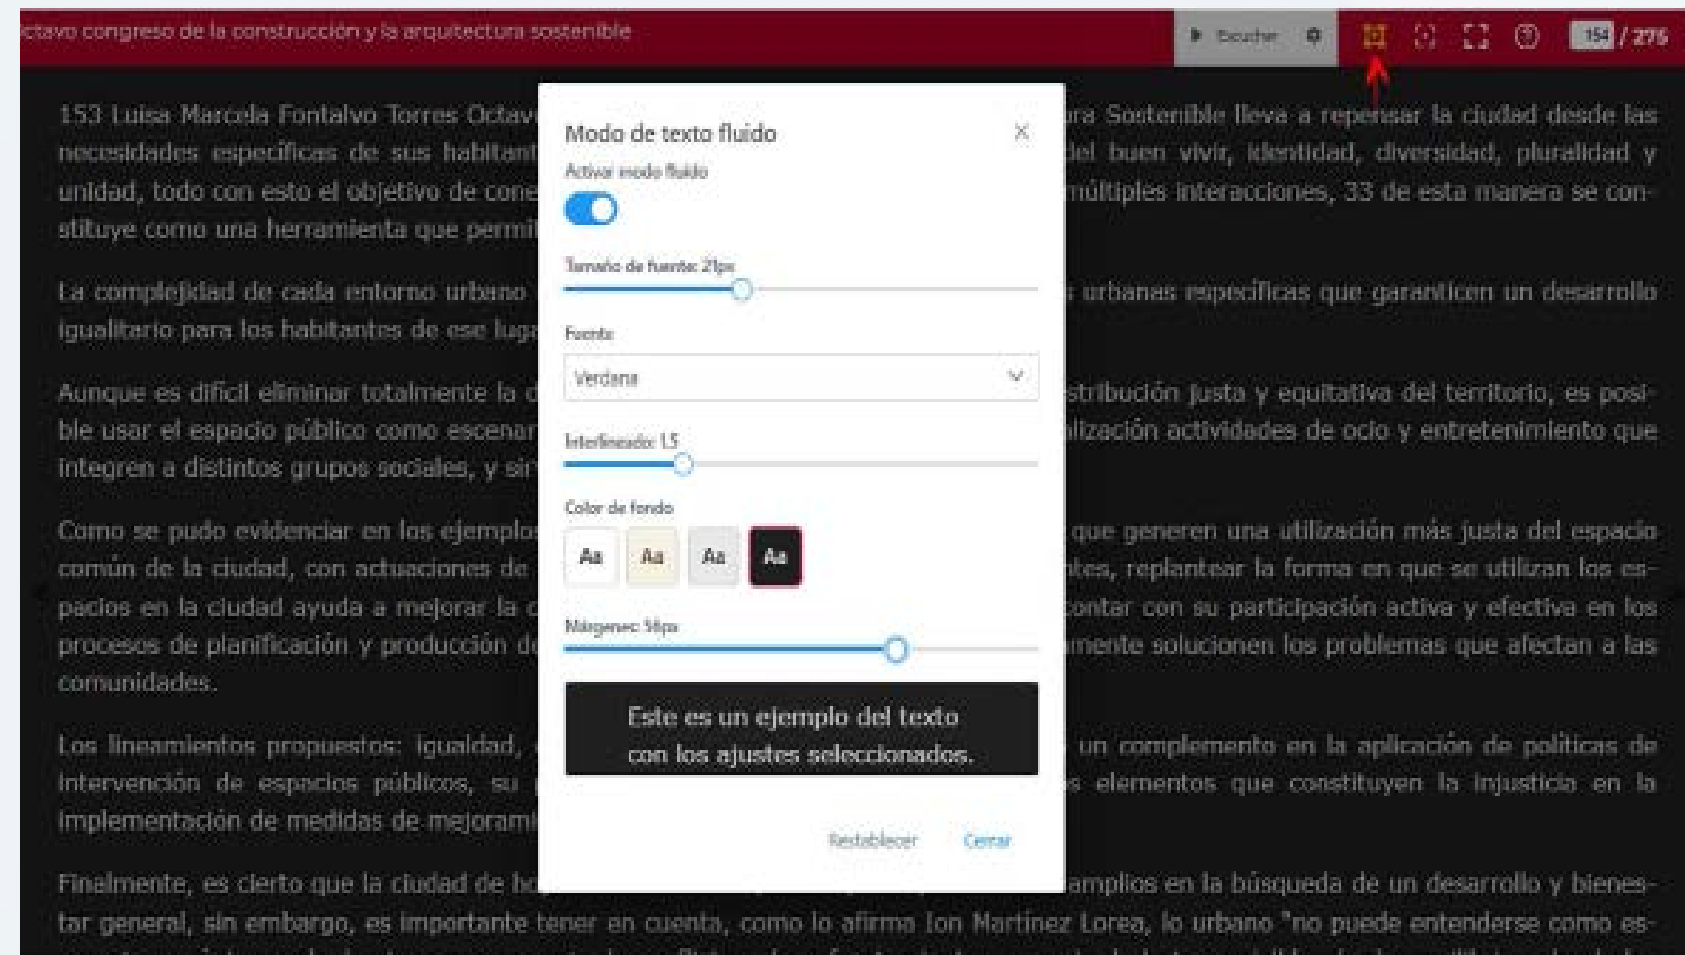 ctavo congreso de la construcción y la arquitectura sostenible
Escuchar
154 / 275
153 Luisa Marcela Fontalvo Torres Octav
ra Sostenible lleva a repensar la ciudad desde las
necesidades específicas de sus habitant
del buen vivir, identidad, diversidad, pluralidad y
unidad, todo con esto el objetivo de cone
múltiples interacciones, 33 de esta manera se con-
stituye como una herramienta que permi
La complejidad de cada entorno urbano
s urbanas específicas que garanticen un desarrollo
igualitario para los habitantes de ese luga
Aunque es difícil eliminar totalmente la d
stribución justa y equitativa del territorio, es posi-
ble usar el espacio público como escenar
lización actividades de ocio y entretenimiento que
integren a distintos grupos sociales, y sir
Como se pudo evidenciar en los ejemplos
que generen una utilización más justa del espacio
común de la ciudad, con actuaciones de
ntes, replantear la forma en que se utilizan los es-
pacios en la ciudad ayuda a mejorar la c
contar con su participación activa y efectiva en los
procesos de planificación y producción de
amente solucionen los problemas que afectan a las
comunidades.
Los lineamientos propuestos: igualdad,
un complemento en la aplicación de políticas de
intervención de espacios públicos, su
s elementos que constituyen la injusticia en la
implementación de medidas de mejorami
Finalmente, es cierto que la ciudad de ho
amplios en la búsqueda de un desarrollo y bienes-
tar general, sin embargo, es importante tener en cuenta, como lo afirma Ion Martínez Lorea, lo urbano "no puede entenderse como es-
Modo de texto fluido
Activar modo fluido
Tamaño de fuente: 21px
Fuente
Verdana
Interlineado: 1.5
Color de fondo
Aa Aa Aa Aa
Márgenes: 56px
Este es un ejemplo del texto
con los ajustes seleccionados.
Restablecer Cerrar